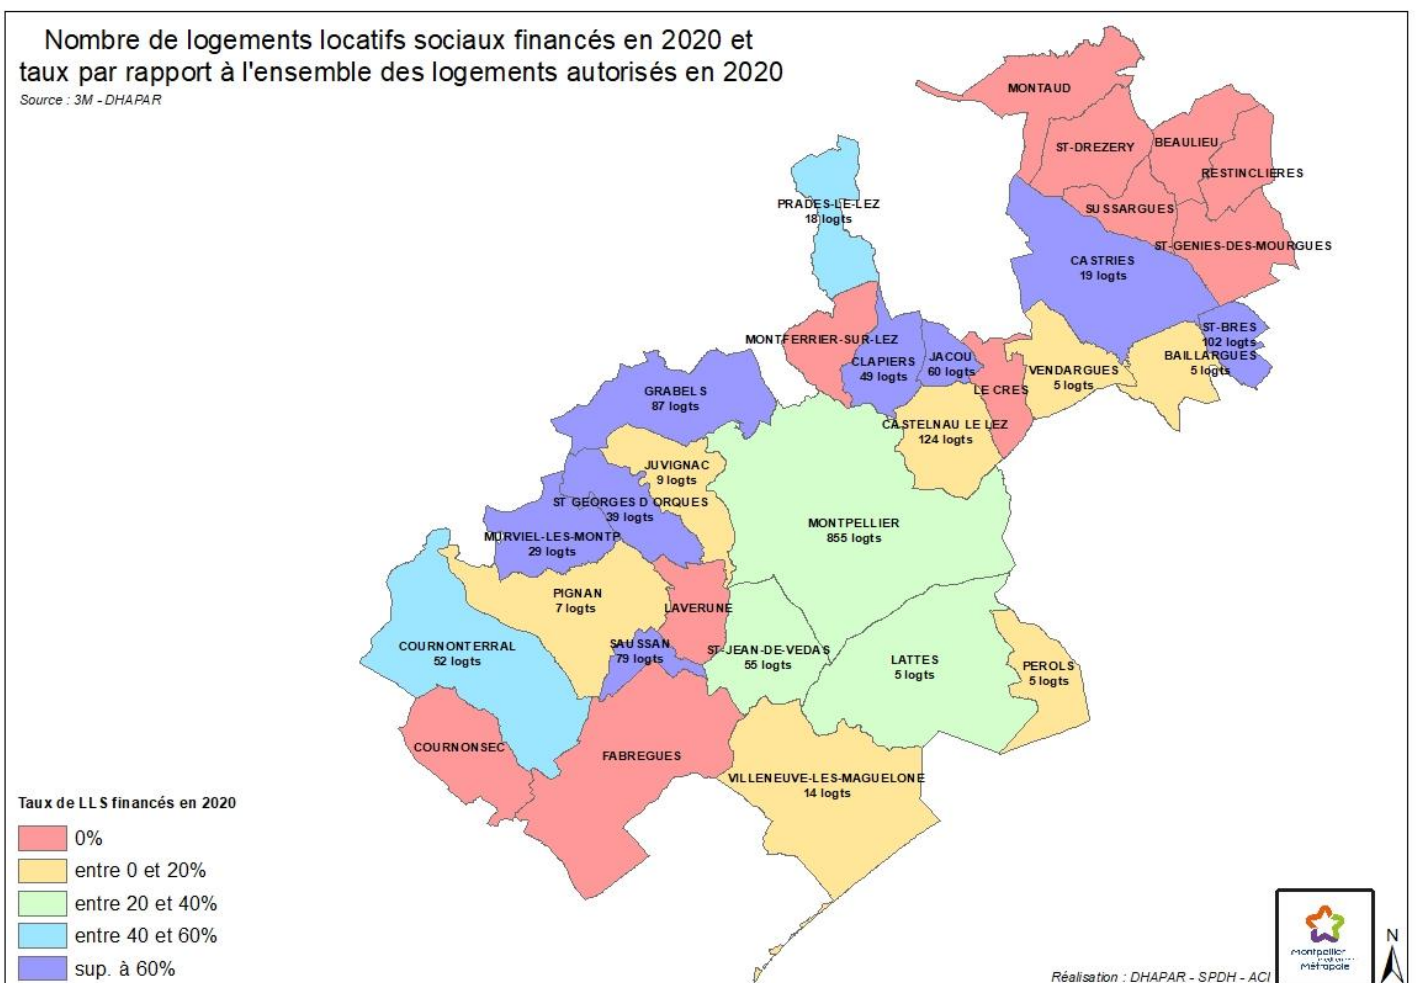 Nombre de logements locatifs sociaux financés en 2020 et
taux par rapport à l'ensemble des logements autorisés en 2020
Source : 3M - DHAPAR
MONTAUD
ST-DREZERY
BEAULIEU
RESTINCLIERES
SUSSARGUES
ST-GENIES-DES-MOURGUES
PRADES-LE-LEZ
18 logts
CASTRIES
19 logts
ST-BRES
102 logts
MONTFERRIER-SUR-LEZ
CLAPIERS
49 logts
JACOU
60 logts
LE CRES
VENDARGUES
5 logts
BAILLARGUES
5 logts
GRABELS
87 logts
CASTELNAU LE LEZ
124 logts
JUVIGNAC
9 logts
ST GEORGES D ORQUES
39 logts
MURVIEL-LES-MONTP
29 logts
MONTPELLIER
855 logts
PIGNAN
7 logts
LAVERUNE
COURNONTERRAL
52 logts
SAUSSAN
79 logts
ST-JEAN-DE-VEDAS
55 logts
LATTES
5 logts
PEROLS
5 logts
COURNONSEC
FABREGUES
VILLENEUVE-LES-MAGUELONE
14 logts
Taux de LLS financés en 2020
0%
entre 0 et 20%
entre 20 et 40%
entre 40 et 60%
sup. à 60%
Réalisation : DHAPAR - SPDH - ACI
Montpellier
Métropole
N